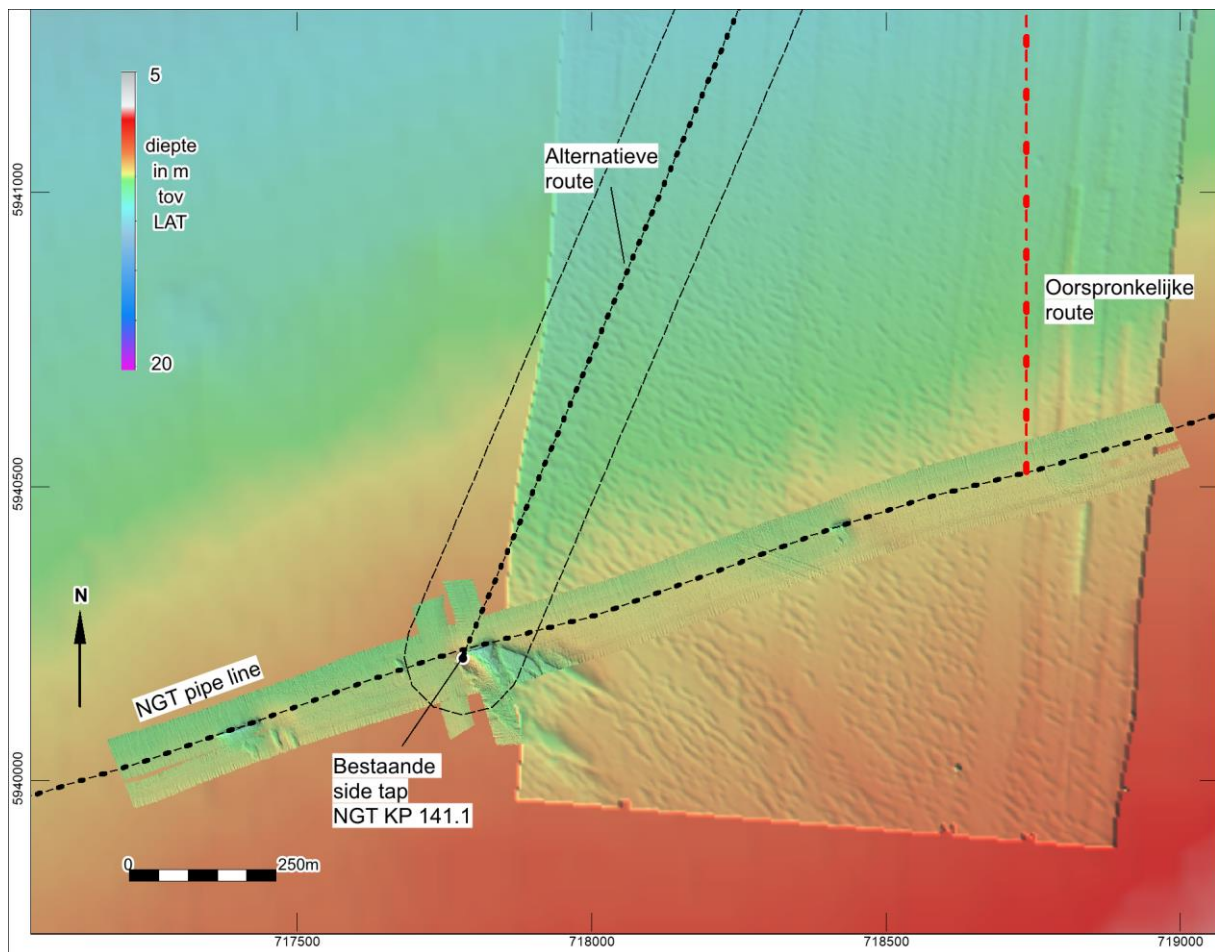 5
diepte
in m
tov
LAT
20
Alternatieve
route
Oorspronkelijke
route
5941000
5940500
5940000
N
NGT pipe line
Bestaande
side tap
NGT KP 141.1
0
250m
717500
718000
718500
719000